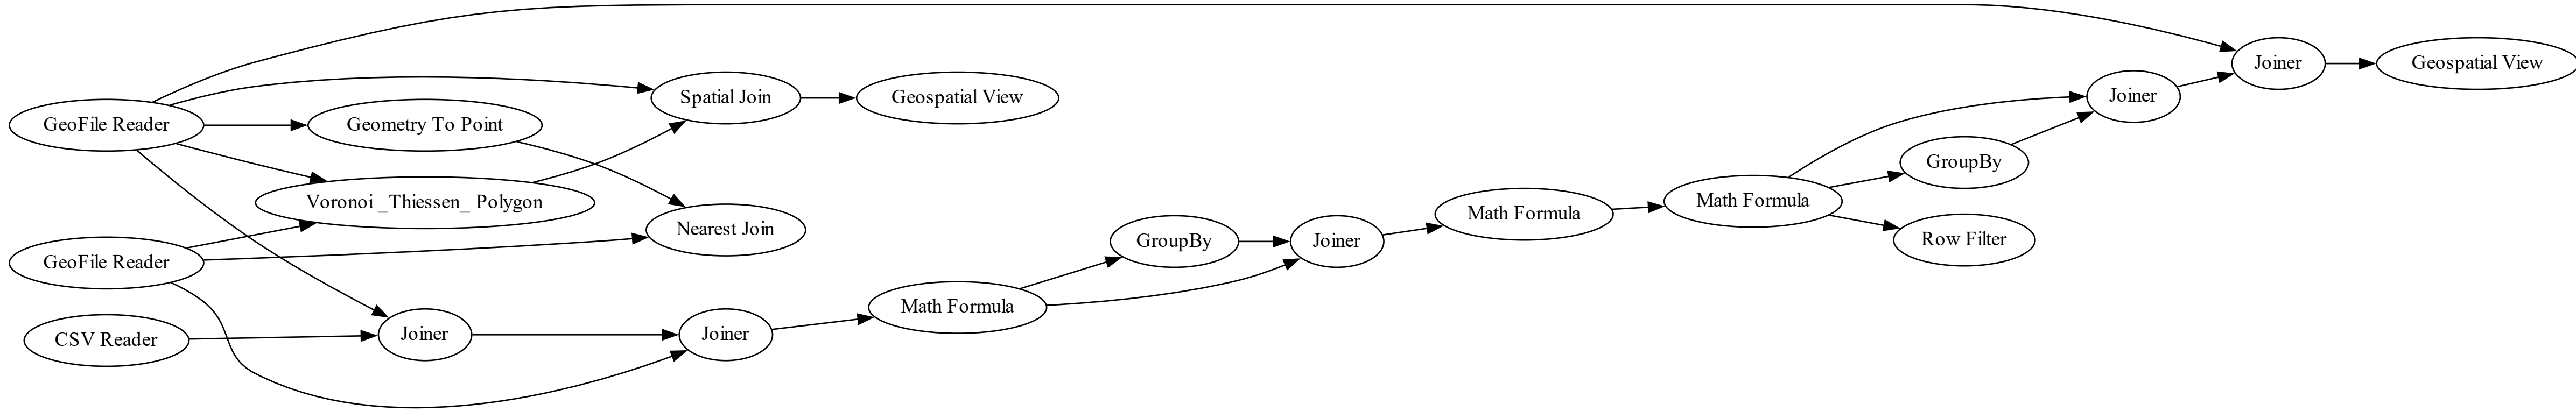 GeoFile Reader
GeoFile Reader
CSV Reader
Geometry To Point
Voronoi _Thiessen_ Polygon
Joiner
Spatial Join
Nearest Join
Joiner
Geospatial View
Math Formula
GroupBy
Joiner
Math Formula
Math Formula
GroupBy
Row Filter
Joiner
Joiner
Geospatial View